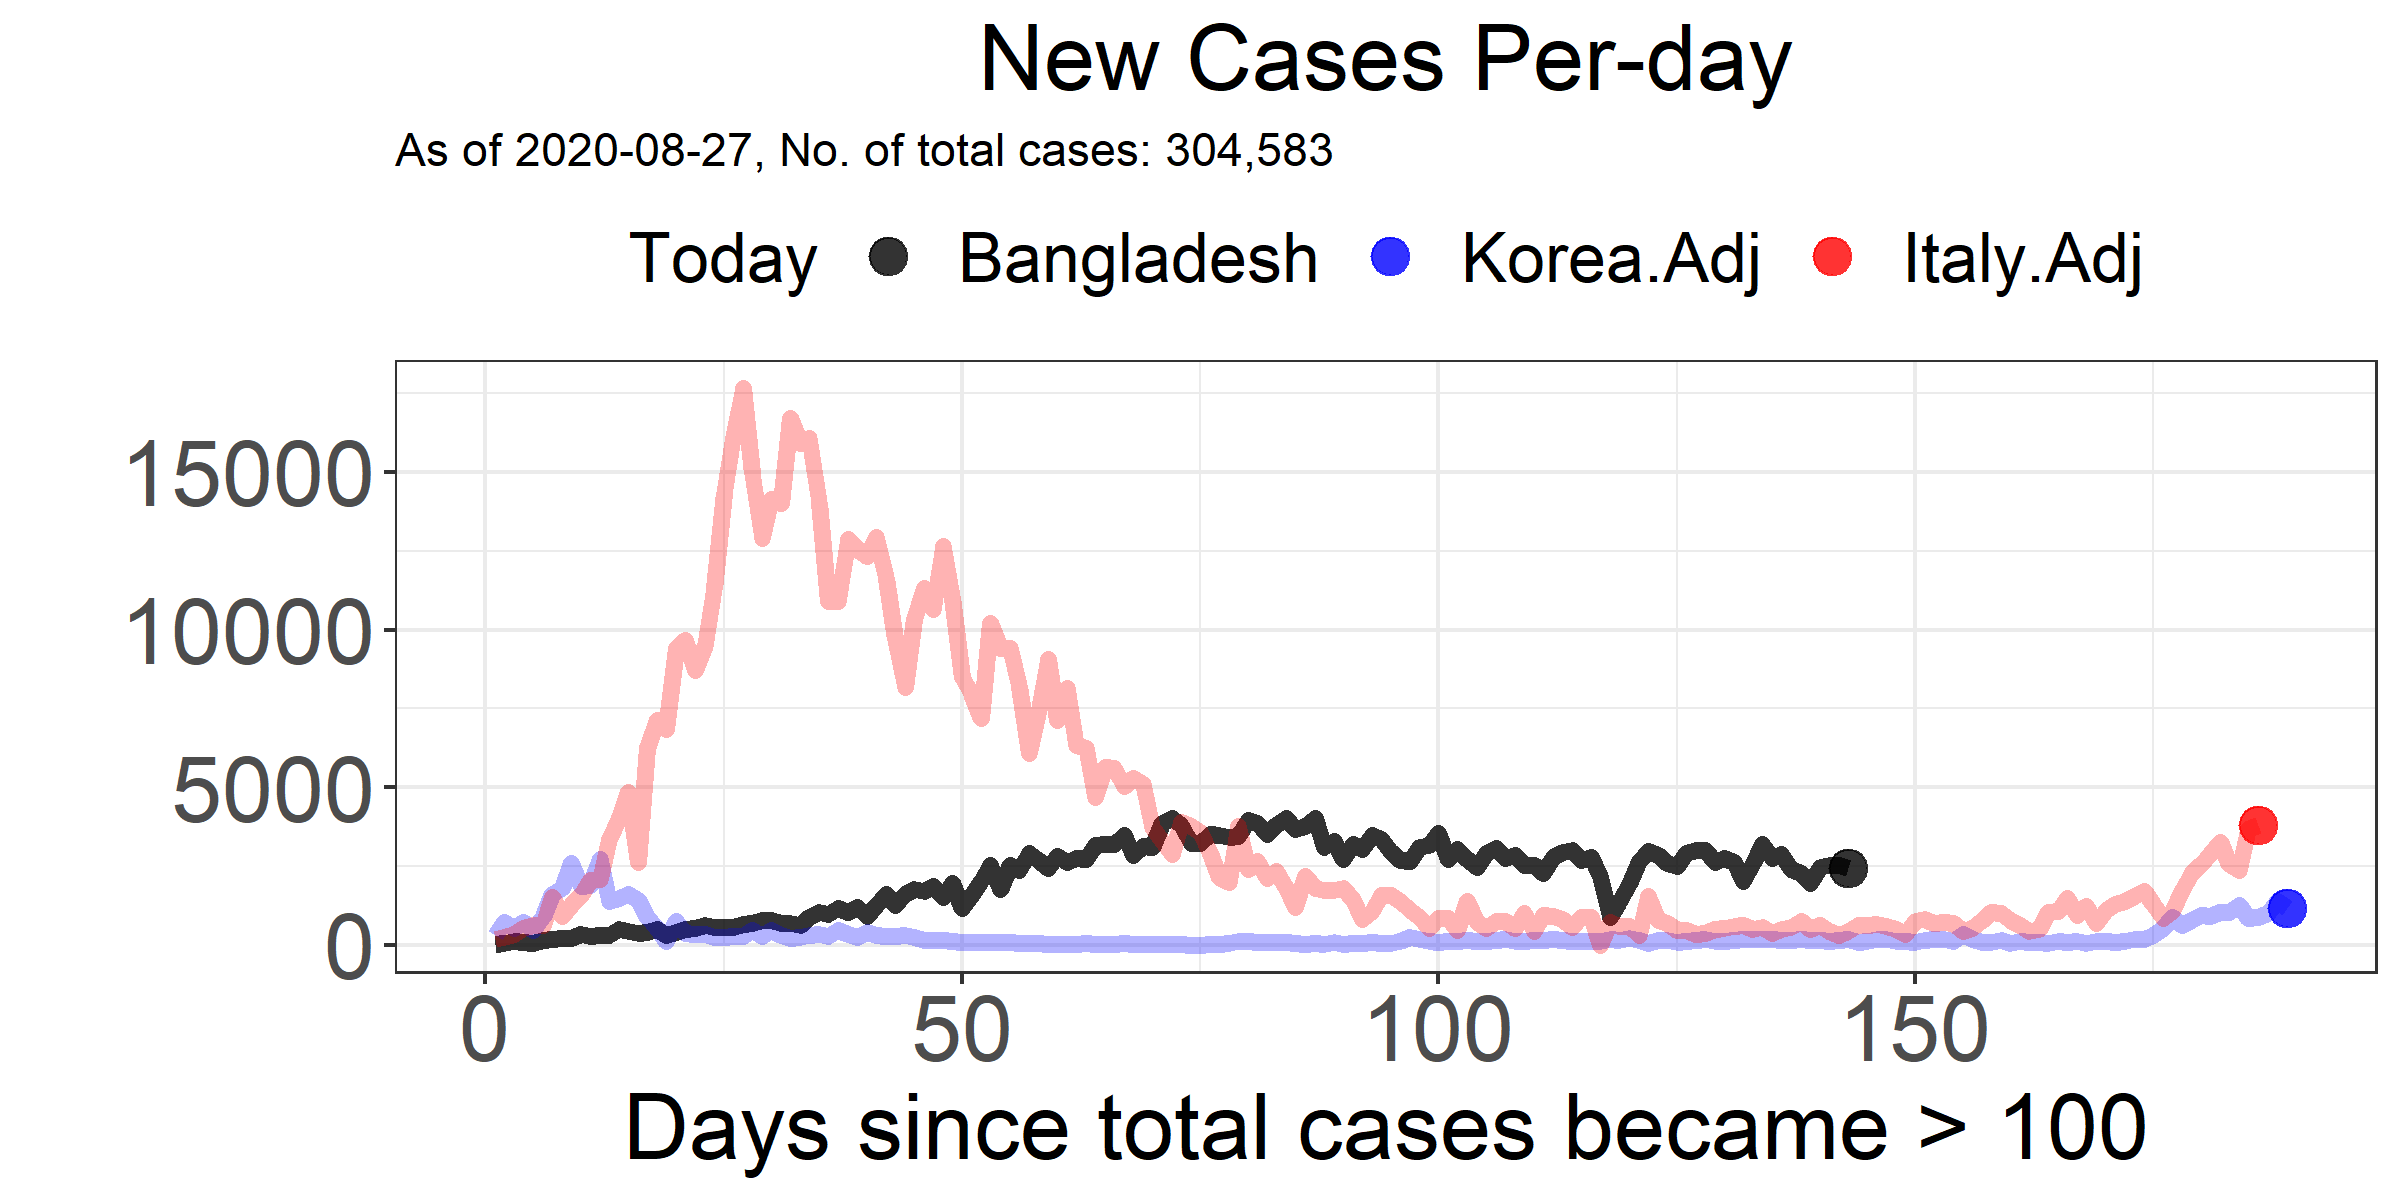 New Cases Per-day
As of 2020-08-27, No. of total cases: 304,583
Today Bangladesh Korea.Adj Italy.Adj
15000
10000
5000
0
0 50 100 150
Days since total cases became > 100